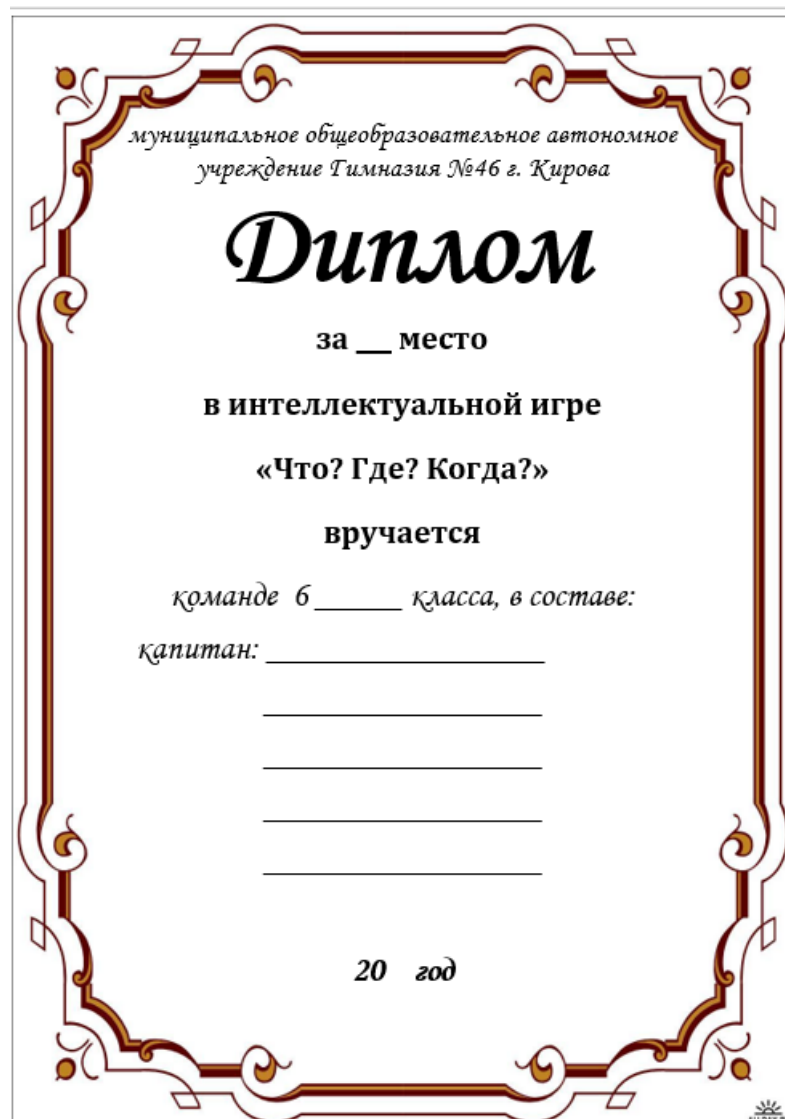 муниципальное общеобразовательное автономное
учреждение Гимназия №46 г. Кирова
Диплом
за ___ место
в интеллектуальной игре
«Что? Где? Когда?»
вручается
команде 6 ______ класса, в составе:
капитан: ____________________
____________________
____________________
____________________
____________________
20 год